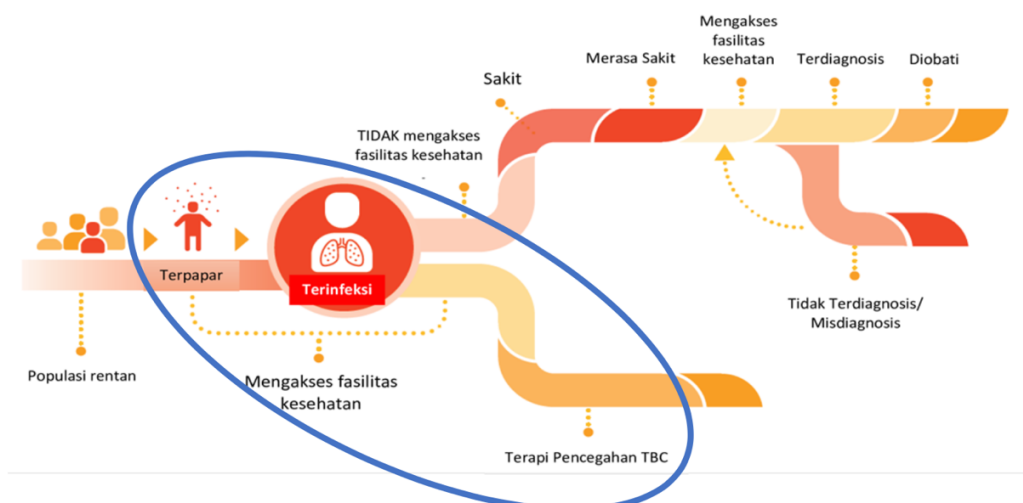 Mengakses
fasilitas
kesehatan
Merasa Sakit
Terdiagnosis
Diobati
Sakit
TIDAK mengakses
fasilitas kesehatan
Terpapar
Terinfeksi
Populasi rentan
Mengakses fasilitas
kesehatan
Tidak Terdiagnosis/
Misdiagnosis
Terapi Pencegahan TBC